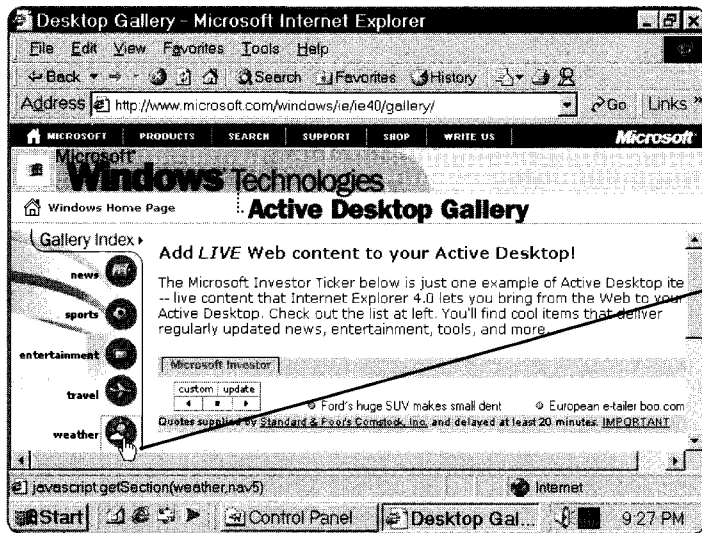 Desktop Gallery - Microsoft Internet Explorer
File Edit View Favorites Tools Help
Back Search Favorites History
Address http://www.microsoft.com/windows/ie/ie40/gallery/ Go Links »
MICROSOFT PRODUCTS SEARCH SUPPORT SHOP WRITE US Microsoft
Microsoft
Windows Technologies
Windows Home Page Active Desktop Gallery
Gallery Index
Add LIVE Web content to your Active Desktop!
news
The Microsoft Investor Ticker below is just one example of Active Desktop ite
-- live content that Internet Explorer 4.0 lets you bring from the Web to your
sports
Active Desktop. Check out the list at left. You'll find cool items that deliver
regularly updated news, entertainment, tools, and more.
entertainment
Microsoft Investor
travel
custom update
Ford's huge SUV makes small dent European e-tailer boo.com
weather
Quotes supplied by Standard & Poor's Comstock, Inc. and delayed at least 20 minutes. IMPORTANT
javascript:getSection(weather,nav5) Internet
Start Control Panel Desktop Gal... 9:27 PM